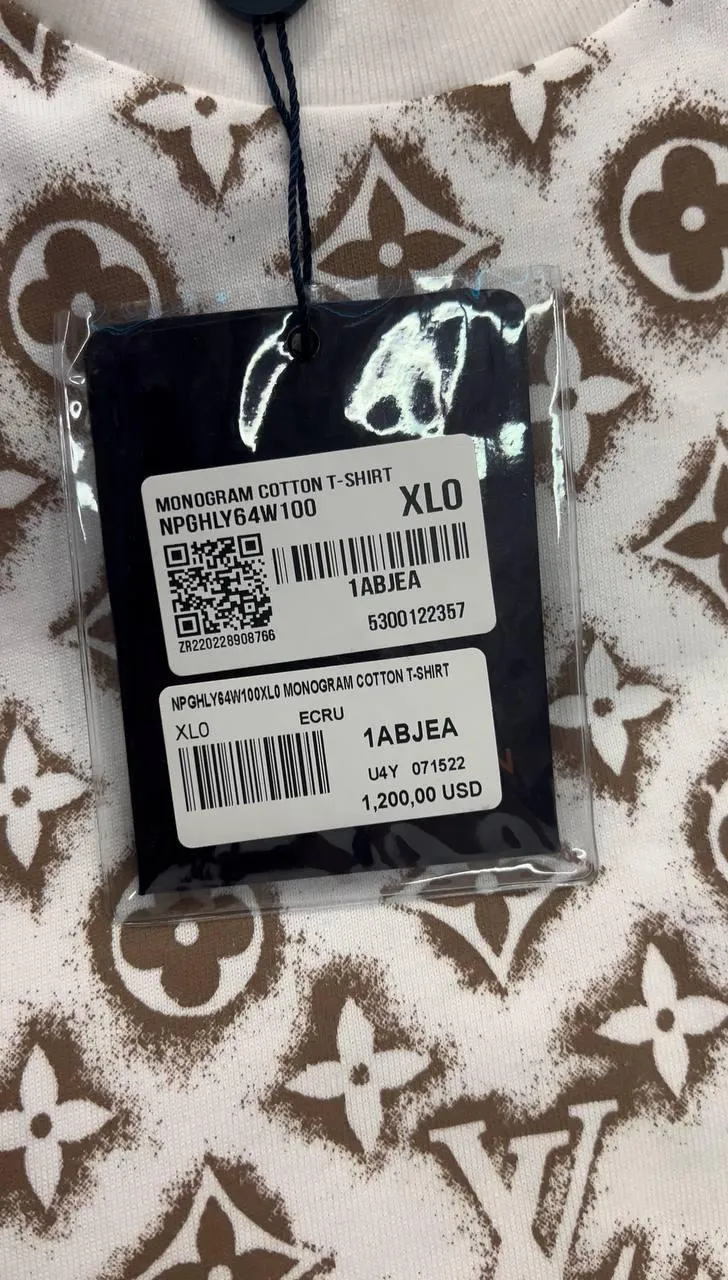 MONOGRAM COTTON T-SHIRT
NPGHLY64W100
XL0
1ABJEA
ZR220228908766
5300122357
NPGHLY64W100XL0 MONOGRAM COTTON T-SHIRT
XL0
ECRU
1ABJEA
U4Y 071522
1,200,00 USD
LV